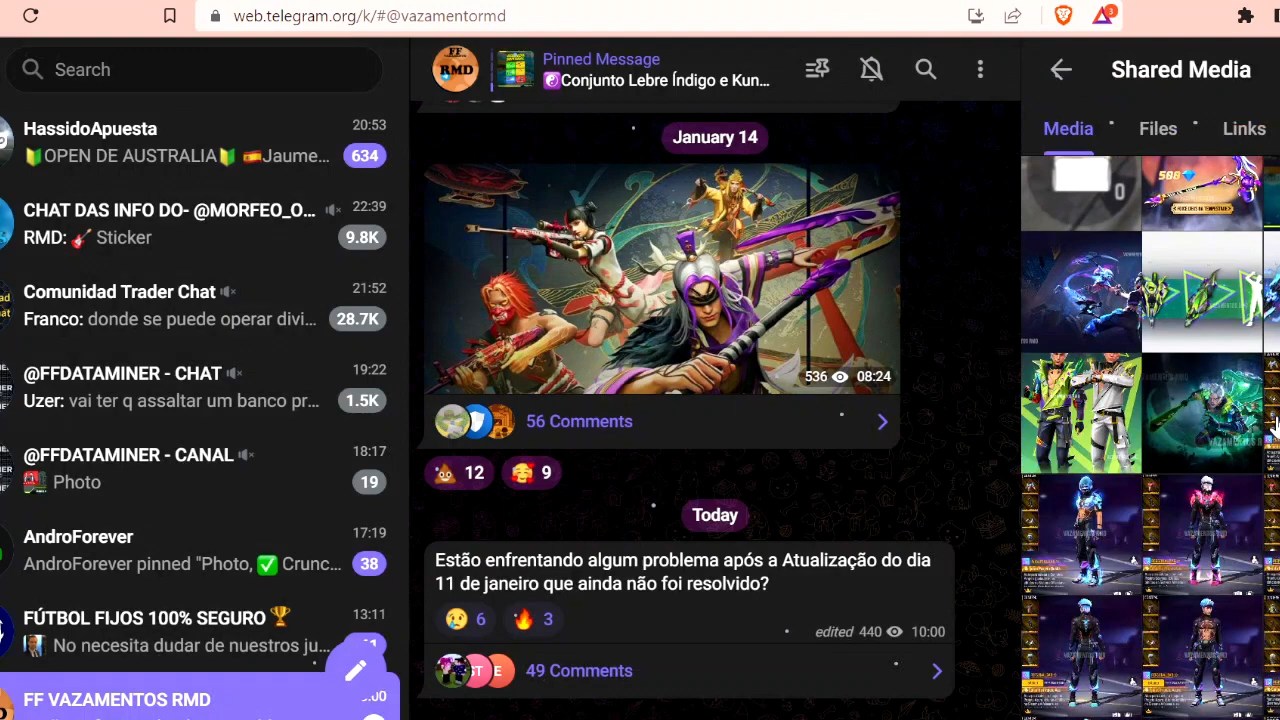 web.telegram.org/k/#@vazamentormd
3
Search
HassidoApuesta
20:53
🔰OPEN DE AUSTRALIA🔰 🇪🇸Jaume...
634
CHAT DAS INFO DO- @MORFEO_O...
22:39
RMD: 🎸 Sticker
9.8K
Comunidad Trader Chat
21:52
Franco: donde se puede operar divi...
28.7K
@FFDATAMINER - CHAT
19:22
Uzer: vai ter q assaltar um banco pr...
1.5K
@FFDATAMINER - CANAL
18:17
Photo
19
AndroForever
17:19
AndroForever pinned "Photo, ✅ Crunc...
38
FÚTBOL FIJOS 100% SEGURO 🏆
13:11
No necesita dudar de nuestros ju...
FF VAZAMENTOS RMD
FF
RMD
Pinned Message
☯️Conjunto Lebre Índigo e Kun...
January 14
536 08:24
56 Comments
💩 12 🥰 9
Today
Estão enfrentando algum problema após a Atualização do dia
11 de janeiro que ainda não foi resolvido?
😢 6 🔥 3
edited 440 10:00
ST E
49 Comments
Shared Media
Media Files Links